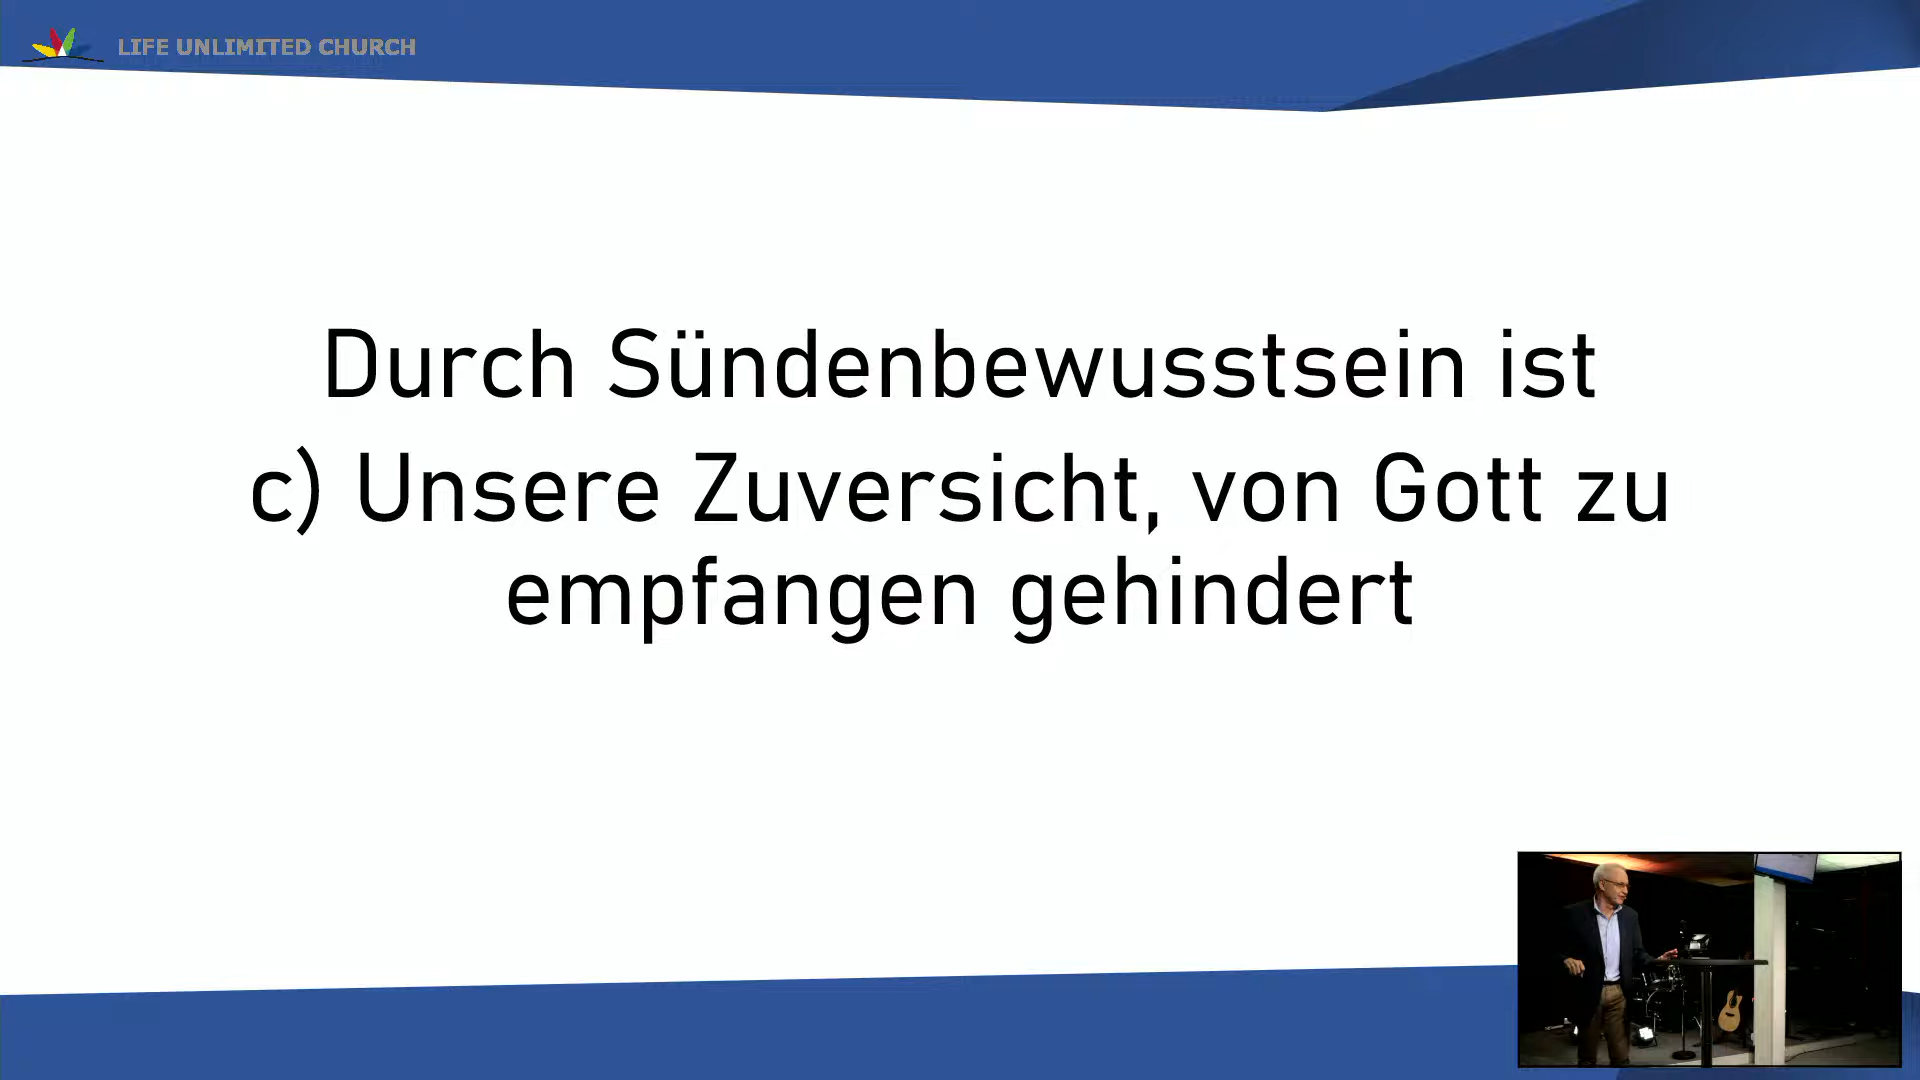 LIFE UNLIMITED CHURCH
Durch Sündenbewusstsein ist
c) Unsere Zuversicht, von Gott zu
empfangen gehindert